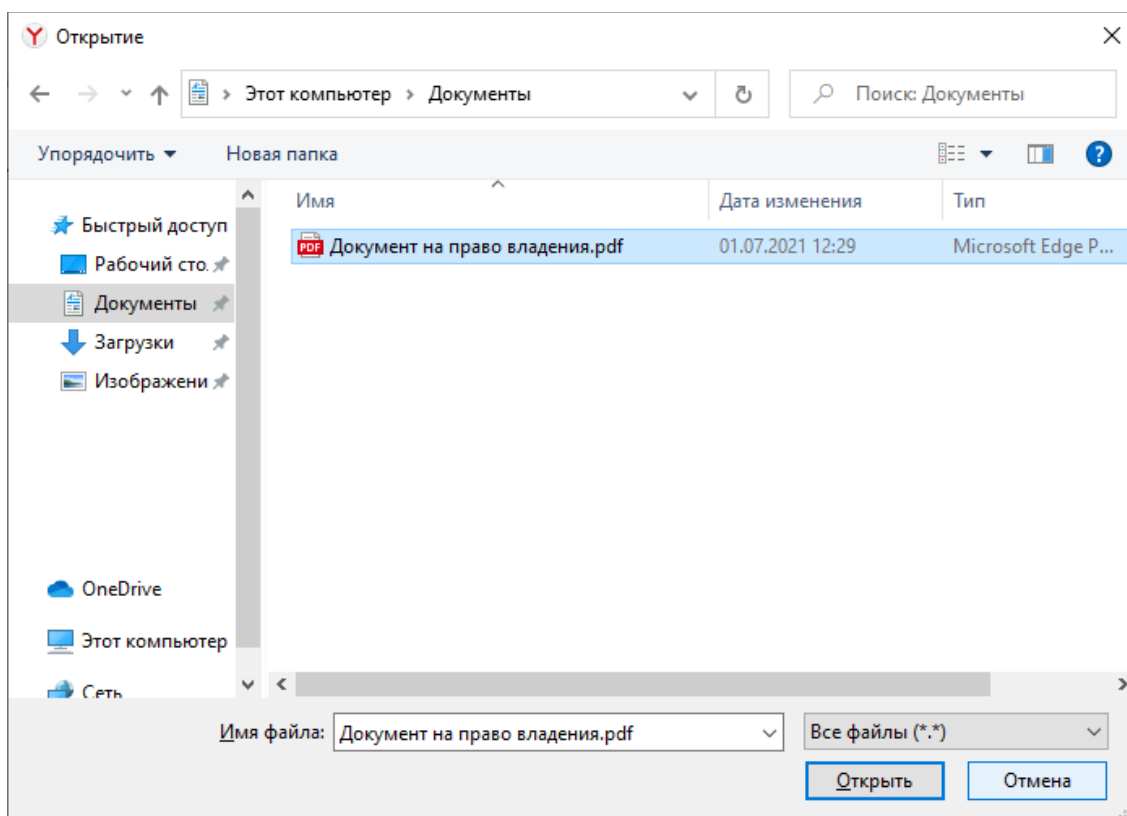 Открытие
Этот компьютер › Документы
Поиск: Документы
Упорядочить
Новая папка
Имя
Дата изменения
Тип
Быстрый доступ
Рабочий сто.
Документы
Загрузки
Изображени
OneDrive
Этот компьютер
Сеть
PDF Документ на право владения.pdf 01.07.2021 12:29 Microsoft Edge P...
Имя файла: Документ на право владения.pdf
Все файлы (*.*)
Открыть
Отмена